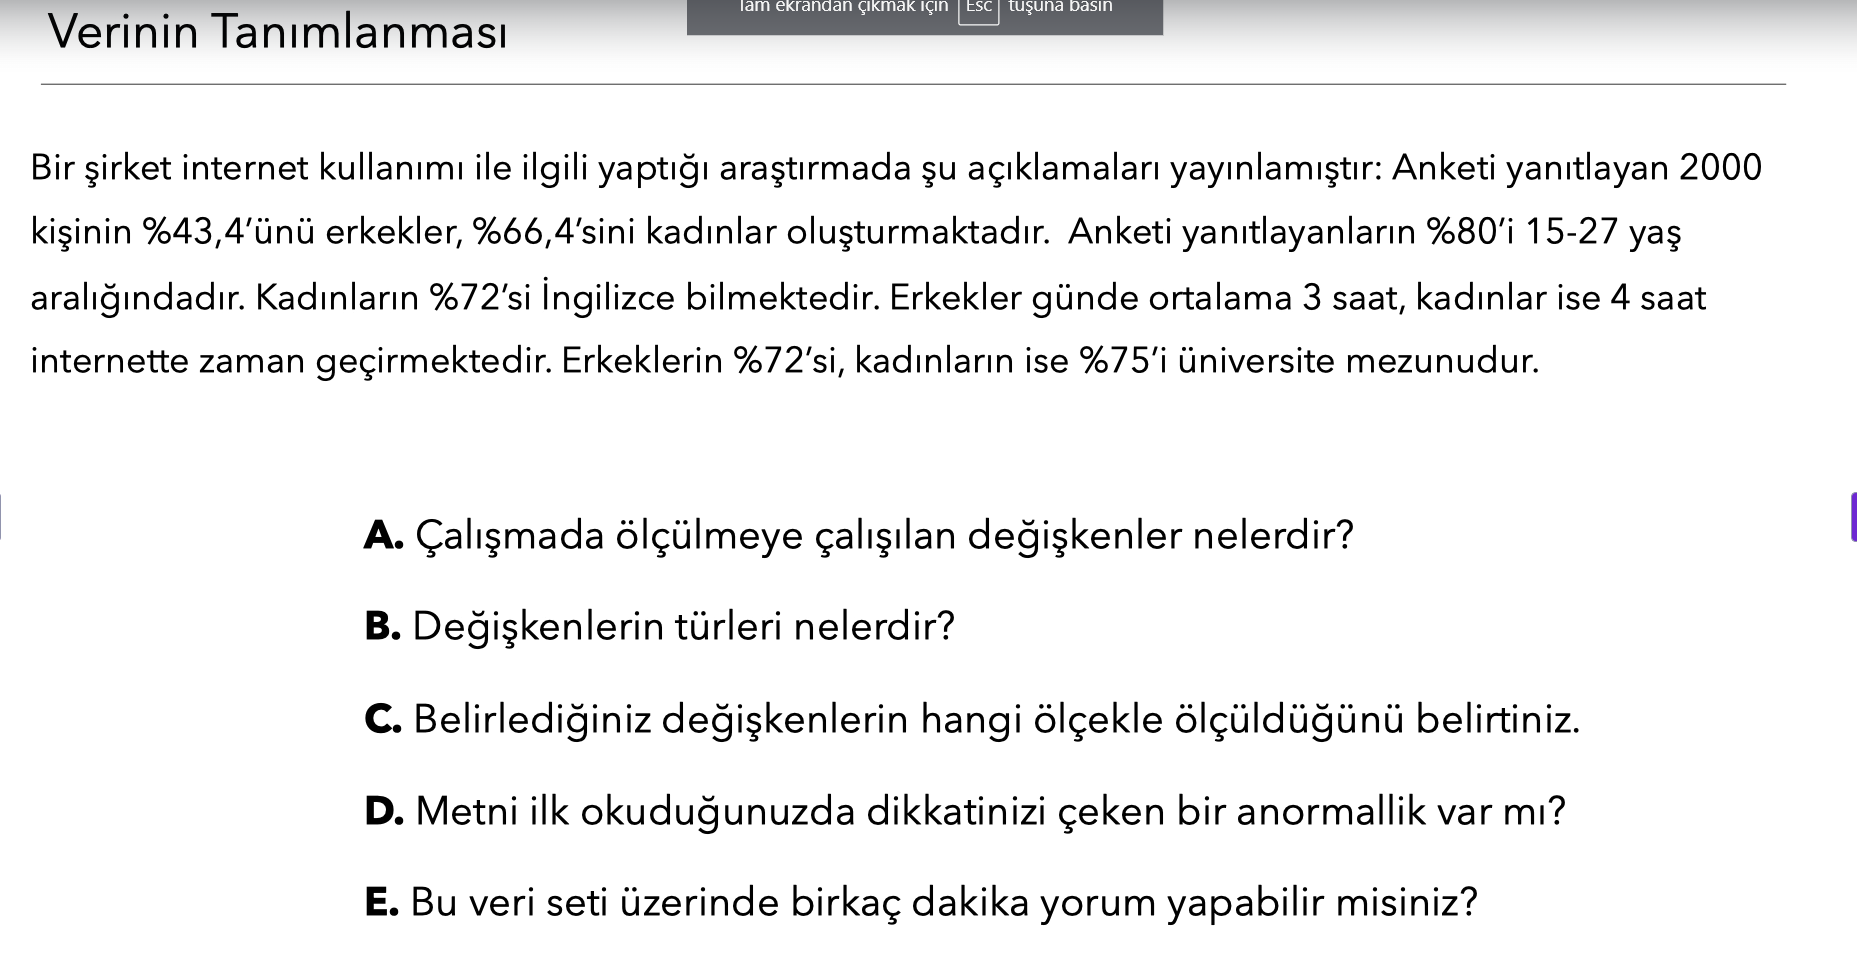 Verinin Tanımlanması
Tam ekrandan çıkmak için Esc tuşuna basın
Bir şirket internet kullanımı ile ilgili yaptığı araştırmada şu açıklamaları yayınlamıştır: Anketi yanıtlayan 2000
kişinin %43,4’ünü erkekler, %66,4’sini kadınlar oluşturmaktadır. Anketi yanıtlayanların %80’i 15-27 yaş
aralığındadır. Kadınların %72’si İngilizce bilmektedir. Erkekler günde ortalama 3 saat, kadınlar ise 4 saat
internette zaman geçirmektedir. Erkeklerin %72’si, kadınların ise %75’i üniversite mezunudur.
A. Çalışmada ölçülmeye çalışılan değişkenler nelerdir?
B. Değişkenlerin türleri nelerdir?
C. Belirlediğiniz değişkenlerin hangi ölçekle ölçüldüğünü belirtiniz.
D. Metni ilk okuduğunuzda dikkatinizi çeken bir anormallik var mı?
E. Bu veri seti üzerinde birkaç dakika yorum yapabilir misiniz?